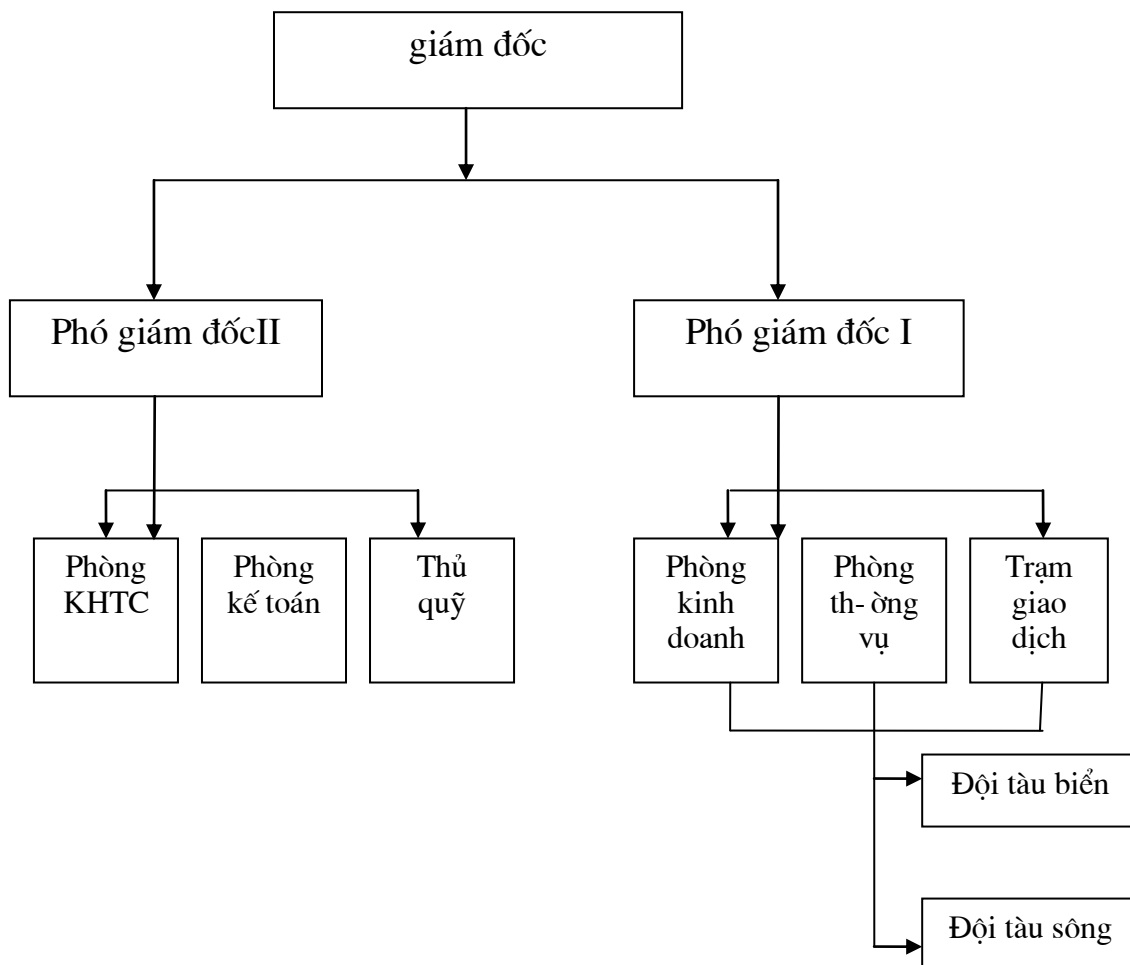 giám đốc
Phó giám đốcII
Phó giám đốc I
Phòng
KHTC
Phòng
kế toán
Thủ
quỹ
Phòng
kinh
doanh
Phòng
th- ờng
vụ
Trạm
giao
dịch
Đội tàu biển
Đội tàu sông